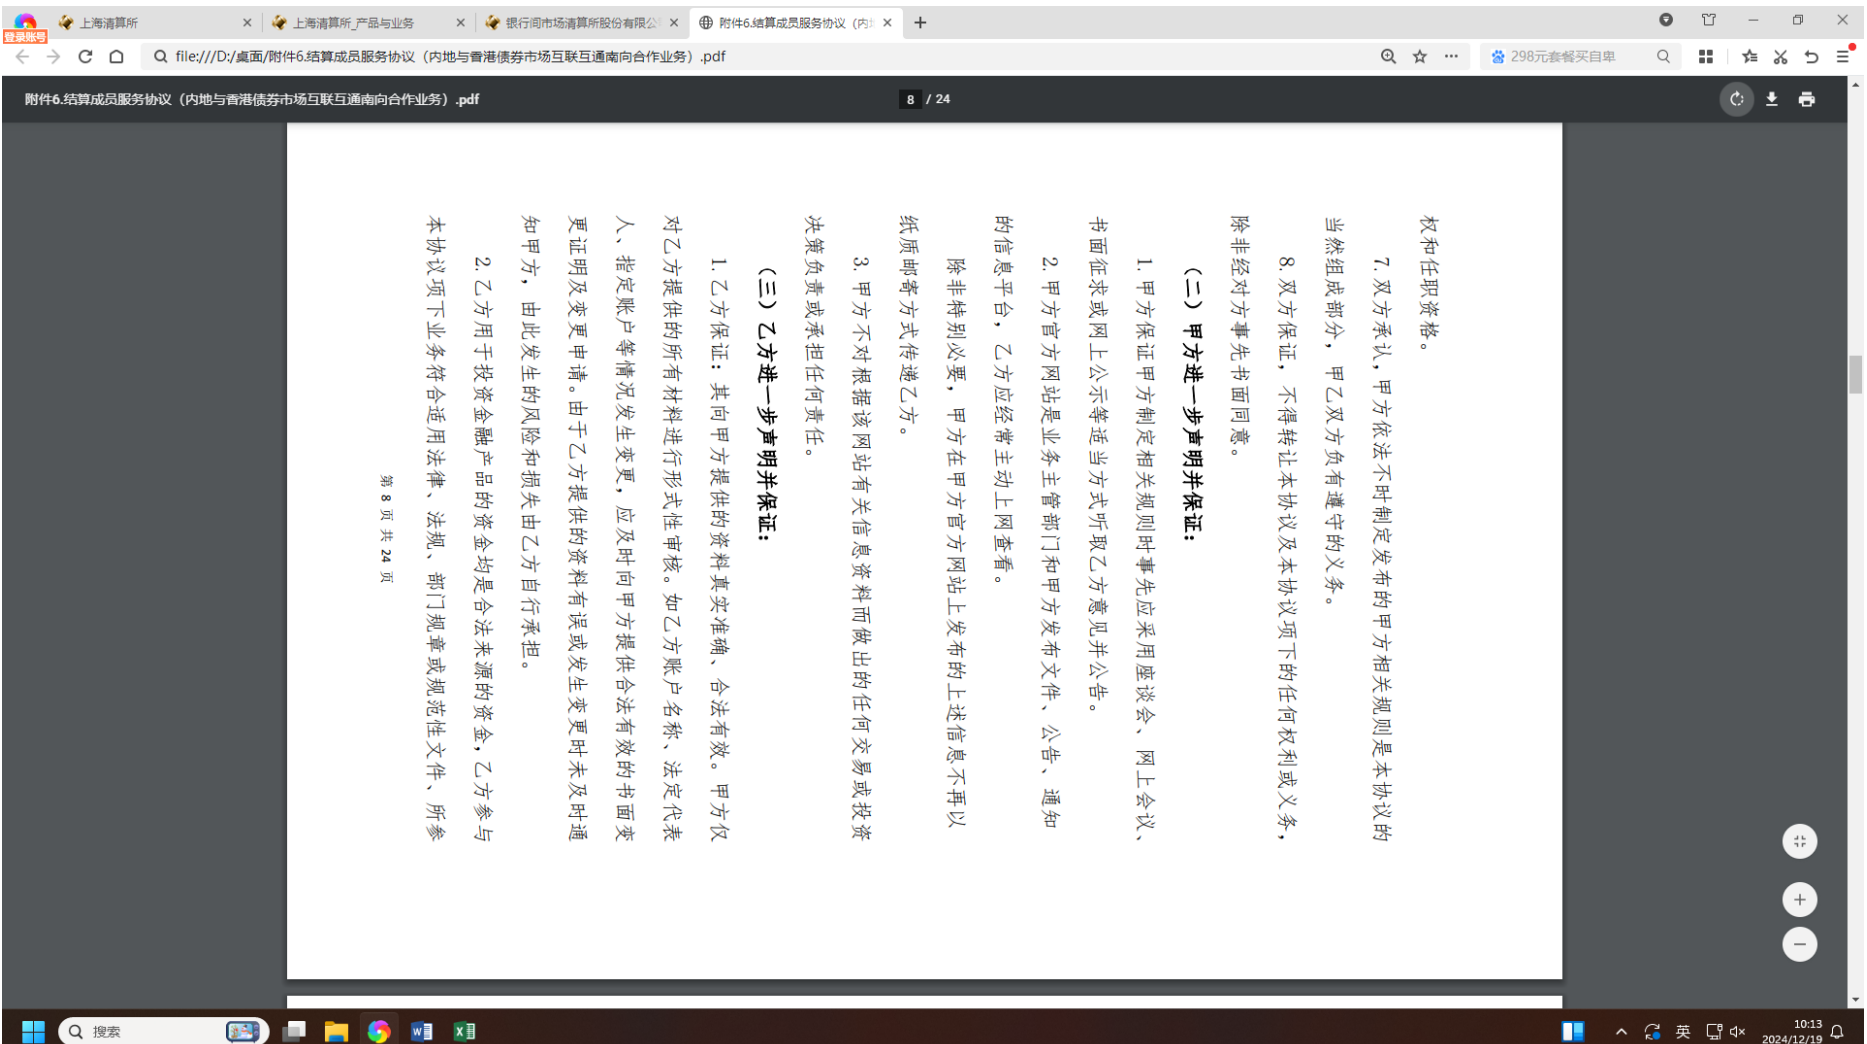 上海清算所
上海清算所_产品与业务
银行间市场清算所股份有限公
附件6.结算成员服务协议（内
登录账号
file:///D:/桌面/附件6.结算成员服务协议（内地与香港债券市场互联互通南向合作业务）.pdf
298元套餐买自卑
附件6.结算成员服务协议（内地与香港债券市场互联互通南向合作业务）.pdf
8 / 24
权和任职资格。
7. 双方承认，甲方依法不时制定发布的甲方相关规则是本协议的
当然组成部分，甲乙双方负有遵守的义务。
8. 双方保证，不得转让本协议及本协议项下的任何权利或义务，
除非经对方事先书面同意。
（二）甲方进一步声明并保证：
1. 甲方保证甲方制定相关规则时事先应采用座谈会、网上会议、
书面征求或网上公示等适当方式听取乙方意见并公告。
2. 甲方官方网站是业务主管部门和甲方发布文件、公告、通知
的信息平台，乙方应经常主动上网查看。
除非特别必要，甲方在甲方官方网站上发布的上述信息不再以
纸质邮寄方式传递乙方。
3. 甲方不对根据该网站有关信息资料而做出的任何交易或投资
决策负责或承担任何责任。
（三）乙方进一步声明并保证：
1. 乙方保证：其向甲方提供的资料真实准确、合法有效。甲方仅
对乙方提供的所有材料进行形式性审核。如乙方账户名称、法定代表
人、指定账户等情况发生变更，应及时向甲方提供合法有效的书面变
更证明及变更申请。由于乙方提供的资料有误或发生变更时未及时通
知甲方，由此发生的风险和损失由乙方自行承担。
2. 乙方用于投资金融产品的资金均是合法来源的资金，乙方参与
本协议项下业务符合适用法律、法规、部门规章或规范性文件、所参
第 8 页 共 24 页
搜索
英
10:13
2024/12/19